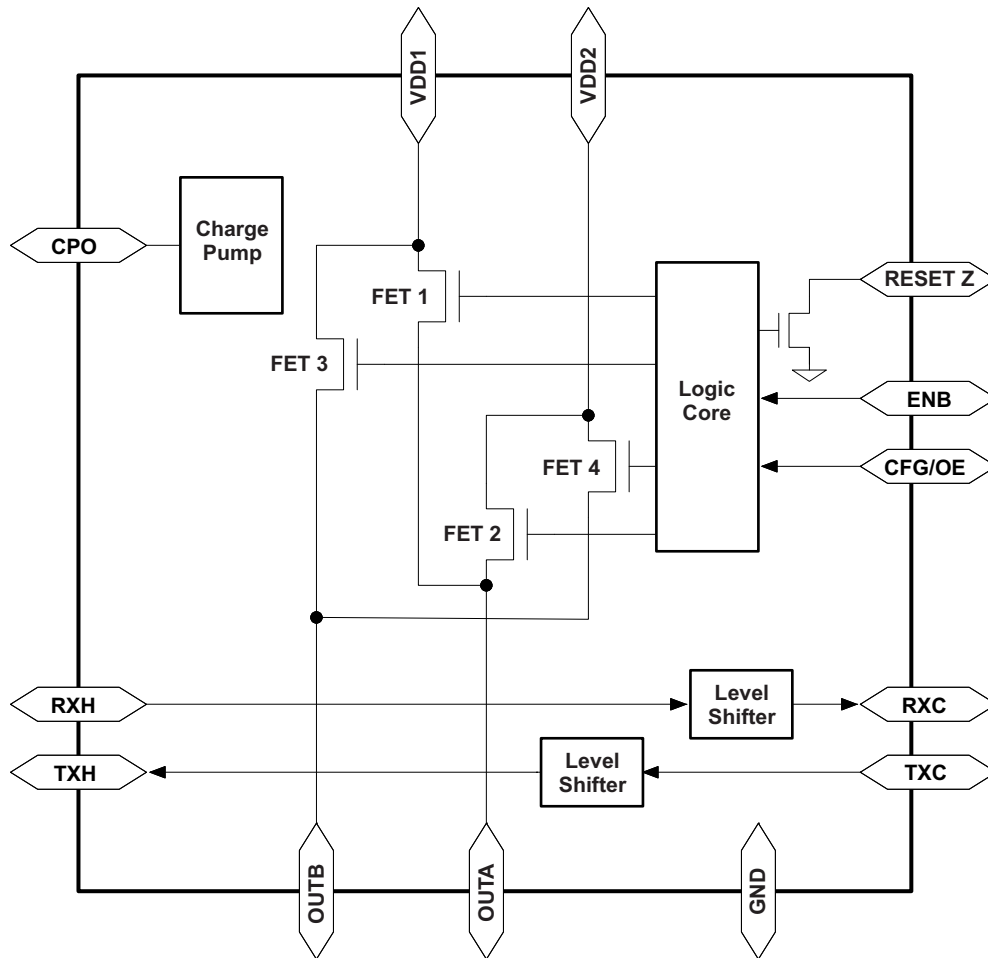 VDD1
VDD2
Charge
Pump
CPO
RESET Z
FET 1
FET 3
Logic
Core
ENB
FET 4
CFG/OE
FET 2
RXH
Level
Shifter
RXC
TXH
Level
Shifter
TXC
OUTB
OUTA
GND